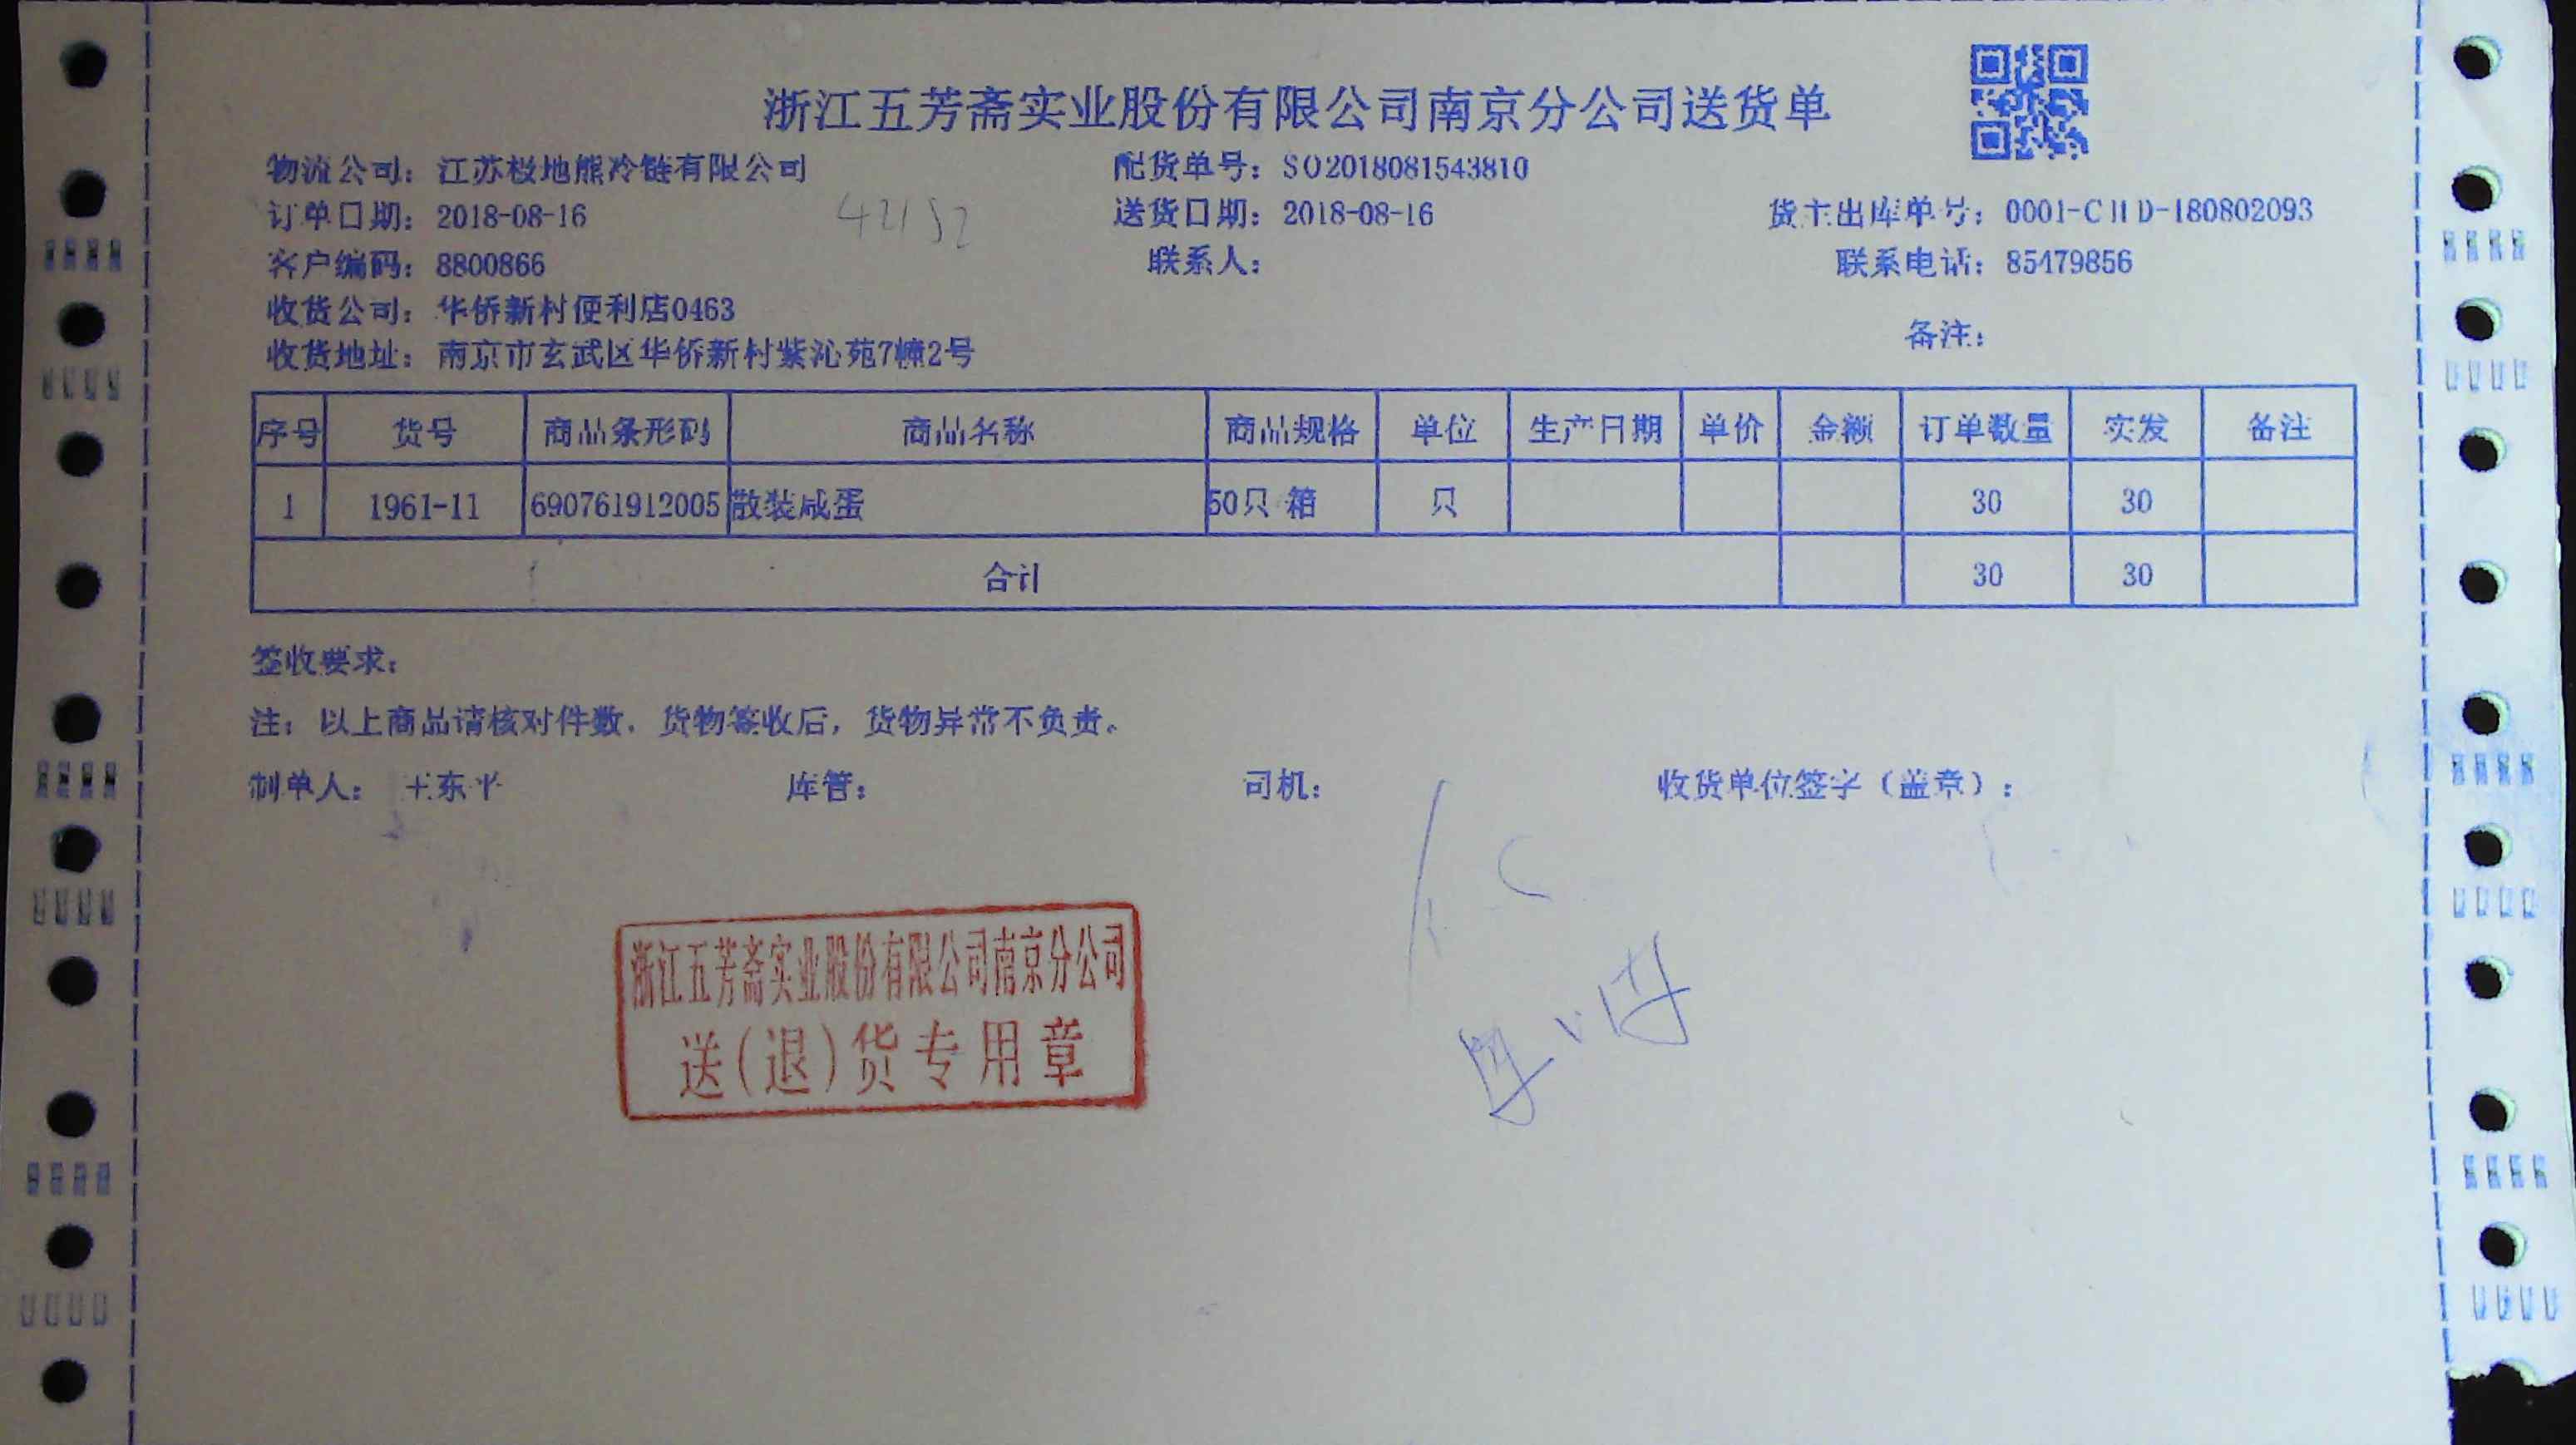 浙江五芳斋实业股份有限公司南京分公司送货单
物流公司：江苏极地熊冷链有限公司 配货单号：SO2018081543810
订单日期：2018-08-16 送货日期：2018-08-16 货主出库单号：0001-CHD-180802093
客户编码：8800866 联系人： 联系电话：85479856
收货公司：华侨新村便利店0463
备注：
收货地址：南京市玄武区华侨新村紫沁苑7幢2号
序号 货号 商品条形码 商品名称 商品规格 单位 生产日期 单价 金额 订单数量 实发 备注
1 1961-11 690761912005 散装咸蛋 50只 箱 只 30 30
合计 30 30
签收要求：
注：以上商品请核对件数，货物签收后，货物异常不负责。
制单人：王东平 库管： 司机： 收货单位签字（盖章）：
浙江五芳斋实业股份有限公司南京分公司
送(退)货专用章